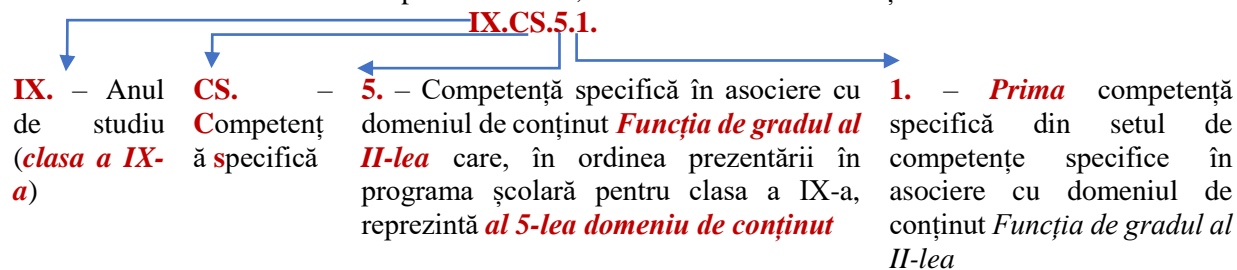 IX.CS.5.1.
IX. – Anul
de studiu
(clasa a IX-
a)
CS. –
Competenț
ă specifică
5. – Competență specifică în asociere cu
domeniul de conținut Funcția de gradul al
II-lea care, în ordinea prezentării în
programa școlară pentru clasa a IX-a,
reprezintă al 5-lea domeniu de conținut
1. – Prima competență
specifică din setul de
competențe specifice în
asociere cu domeniul de
conținut Funcția de gradul al
II-lea